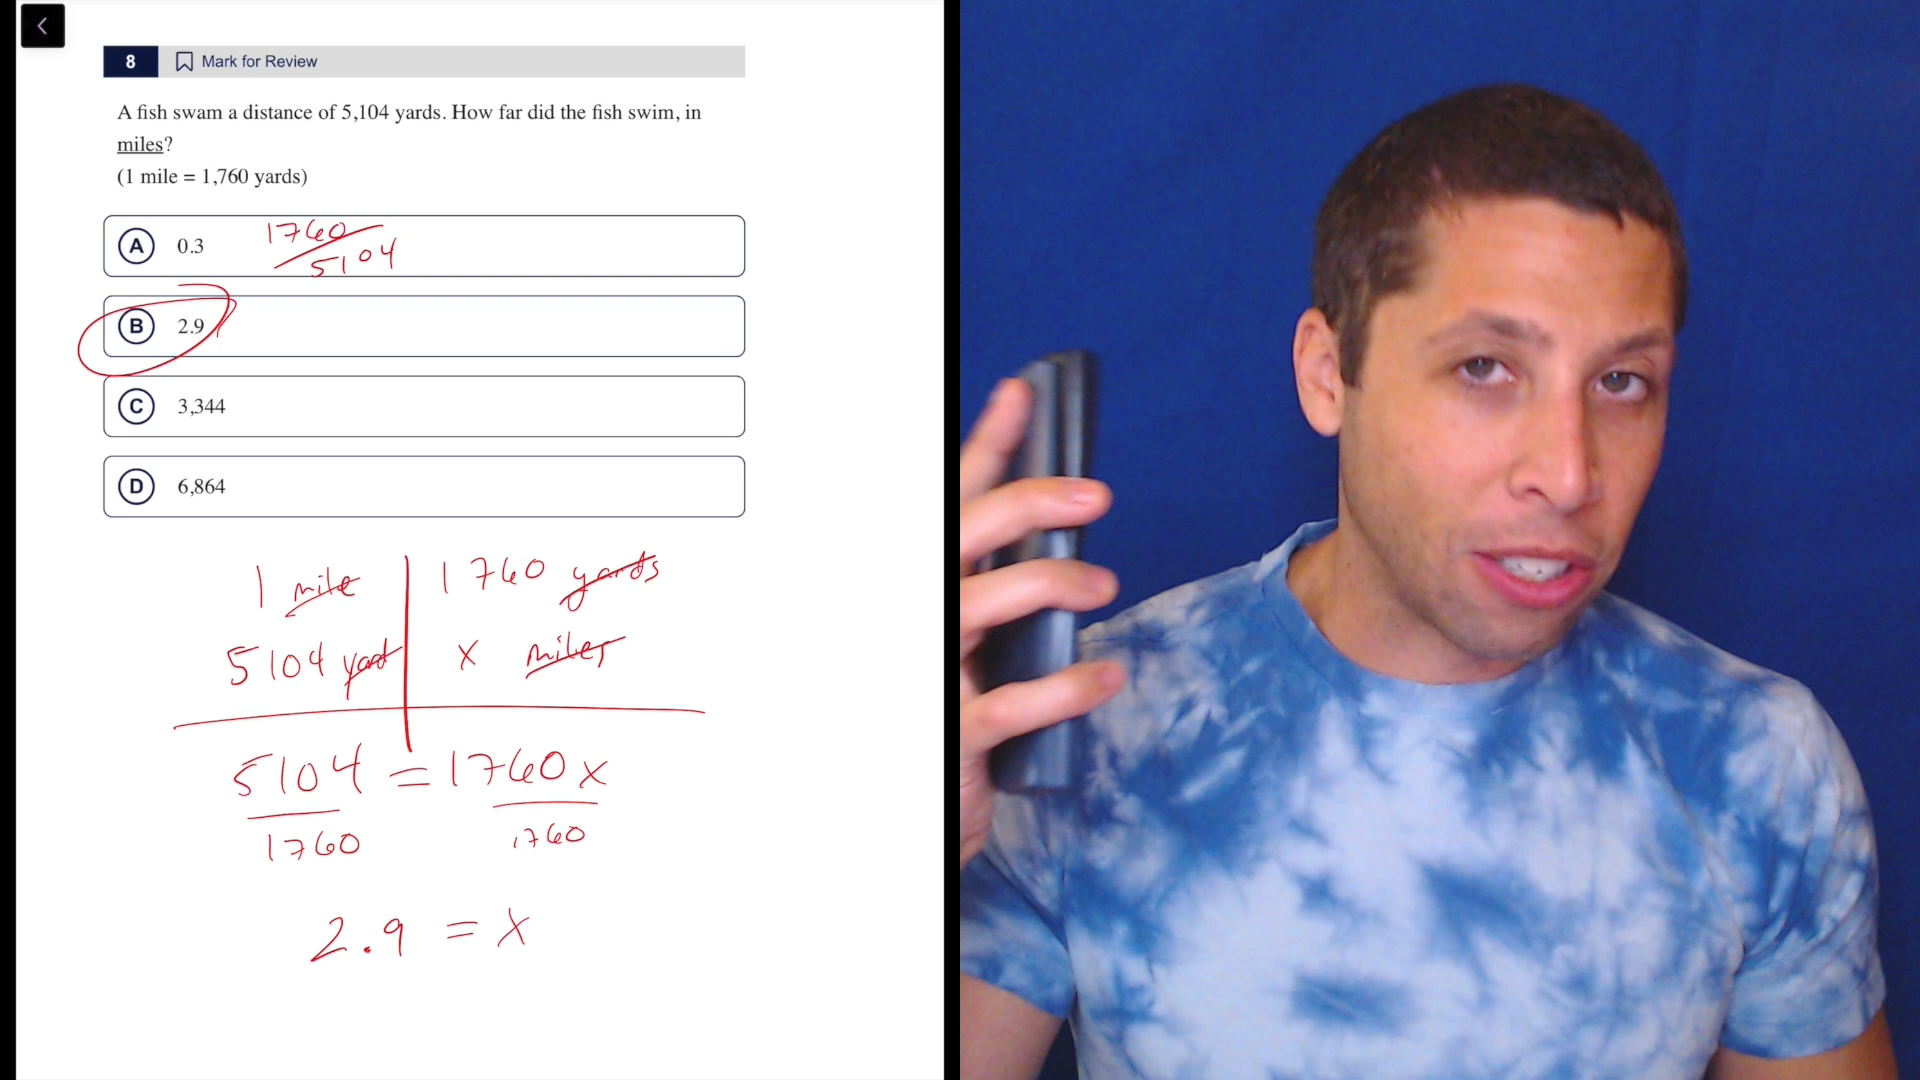 8 Mark for Review
A fish swam a distance of 5,104 yards. How far did the fish swim, in
miles?
(1 mile = 1,760 yards)
A 0.3 1760
5104
B 2.9
C 3,344
D 6,864
1 mile 1760 yards
5104 yard x miles
5104 = 1760x
1760 1760
2.9 = x